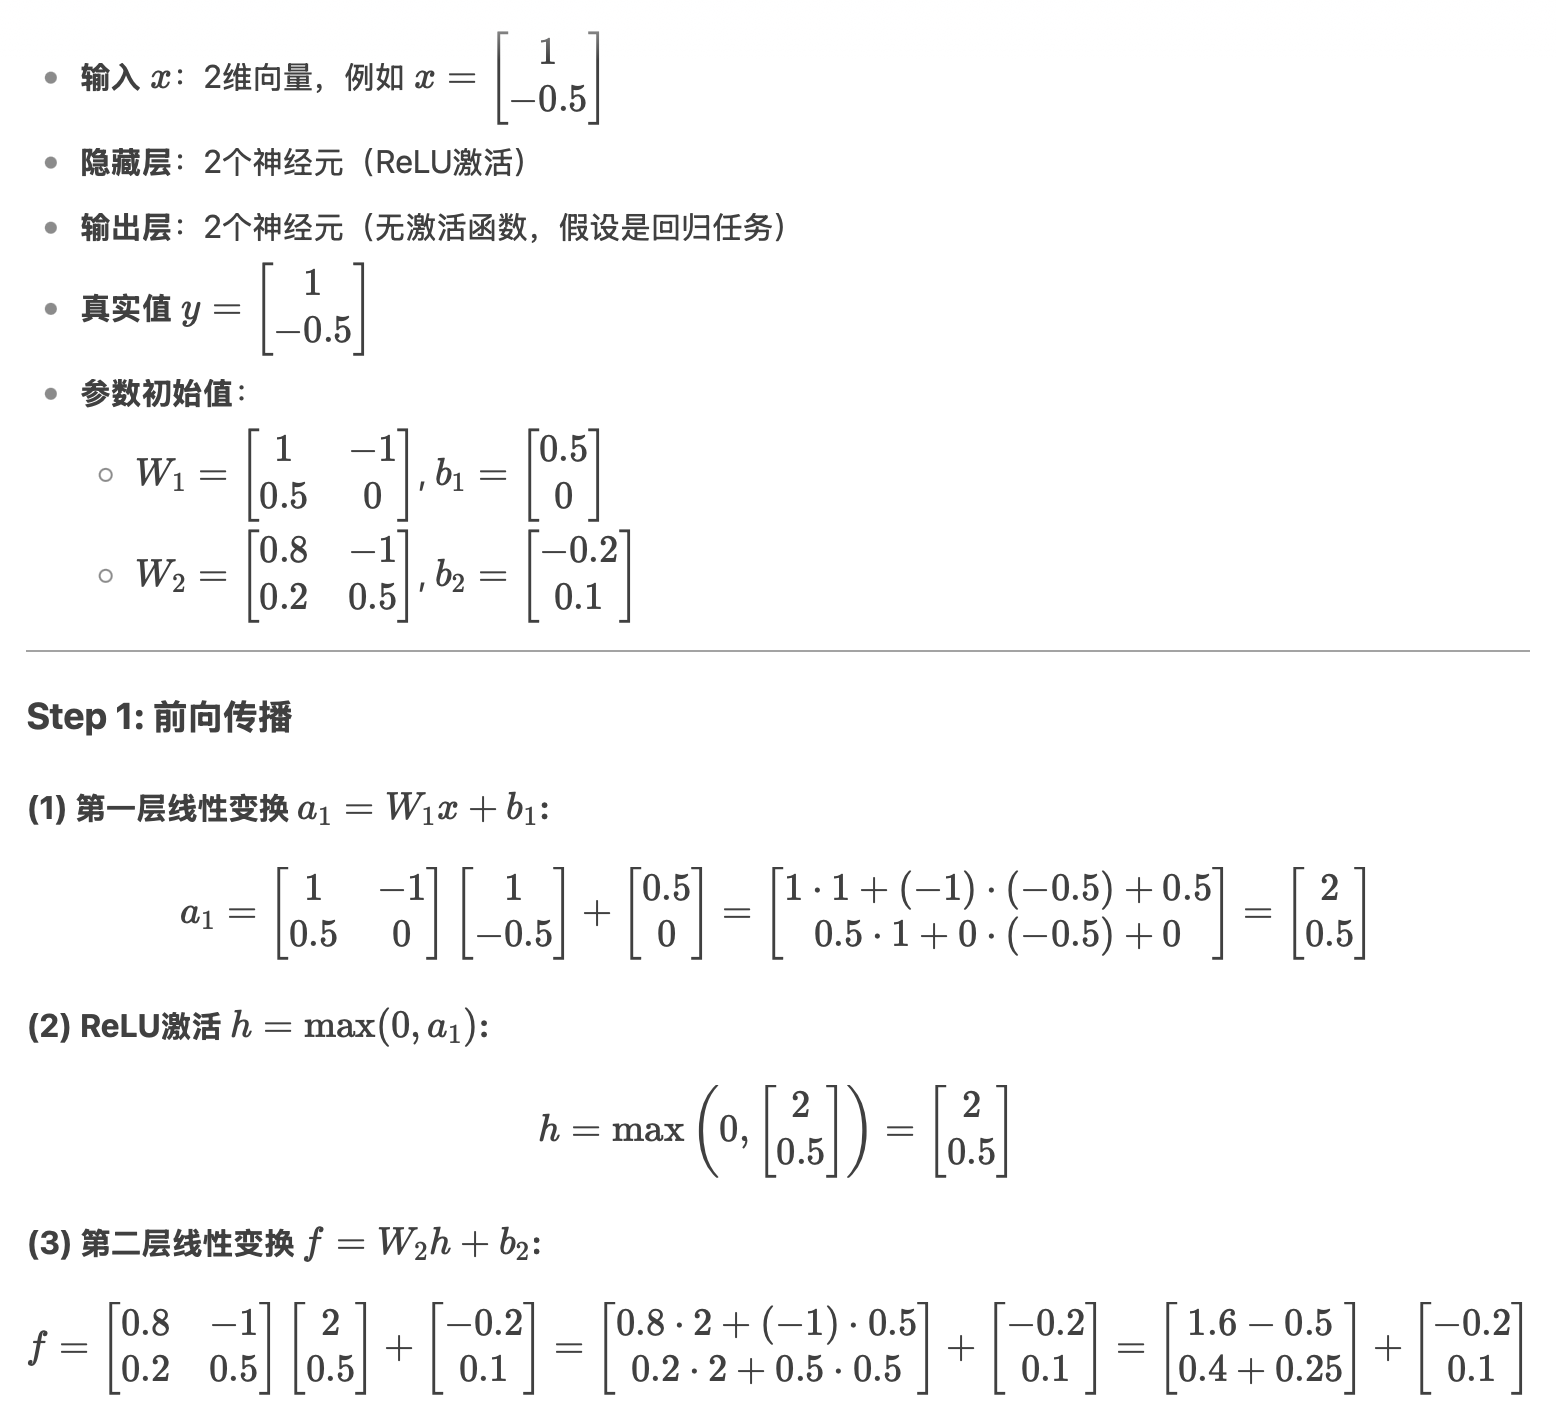 • 输入 $x$：2维向量，例如 $x = \begin{bmatrix} 1 \\ -0.5 \end{bmatrix}$
• 隐藏层：2个神经元（ReLU激活）
• 输出层：2个神经元（无激活函数，假设是回归任务）
• 真实值 $y = \begin{bmatrix} 1 \\ -0.5 \end{bmatrix}$
• 参数初始值：
○ $W_1 = \begin{bmatrix} 1 & -1 \\ 0.5 & 0 \end{bmatrix}, b_1 = \begin{bmatrix} 0.5 \\ 0 \end{bmatrix}$
○ $W_2 = \begin{bmatrix} 0.8 & -1 \\ 0.2 & 0.5 \end{bmatrix}, b_2 = \begin{bmatrix} -0.2 \\ 0.1 \end{bmatrix}$
Step 1: 前向传播
(1) 第一层线性变换 $a_1 = W_1 x + b_1$:
$a_1 = \begin{bmatrix} 1 & -1 \\ 0.5 & 0 \end{bmatrix} \begin{bmatrix} 1 \\ -0.5 \end{bmatrix} + \begin{bmatrix} 0.5 \\ 0 \end{bmatrix} = \begin{bmatrix} 1 \cdot 1 + (-1) \cdot (-0.5) + 0.5 \\ 0.5 \cdot 1 + 0 \cdot (-0.5) + 0 \end{bmatrix} = \begin{bmatrix} 2 \\ 0.5 \end{bmatrix}$
(2) ReLU激活 $h = \max(0, a_1)$:
$h = \max \left( 0, \begin{bmatrix} 2 \\ 0.5 \end{bmatrix} \right) = \begin{bmatrix} 2 \\ 0.5 \end{bmatrix}$
(3) 第二层线性变换 $f = W_2 h + b_2$:
$f = \begin{bmatrix} 0.8 & -1 \\ 0.2 & 0.5 \end{bmatrix} \begin{bmatrix} 2 \\ 0.5 \end{bmatrix} + \begin{bmatrix} -0.2 \\ 0.1 \end{bmatrix} = \begin{bmatrix} 0.8 \cdot 2 + (-1) \cdot 0.5 \\ 0.2 \cdot 2 + 0.5 \cdot 0.5 \end{bmatrix} + \begin{bmatrix} -0.2 \\ 0.1 \end{bmatrix} = \begin{bmatrix} 1.6 - 0.5 \\ 0.4 + 0.25 \end{bmatrix} + \begin{bmatrix} -0.2 \\ 0.1 \end{bmatrix}$